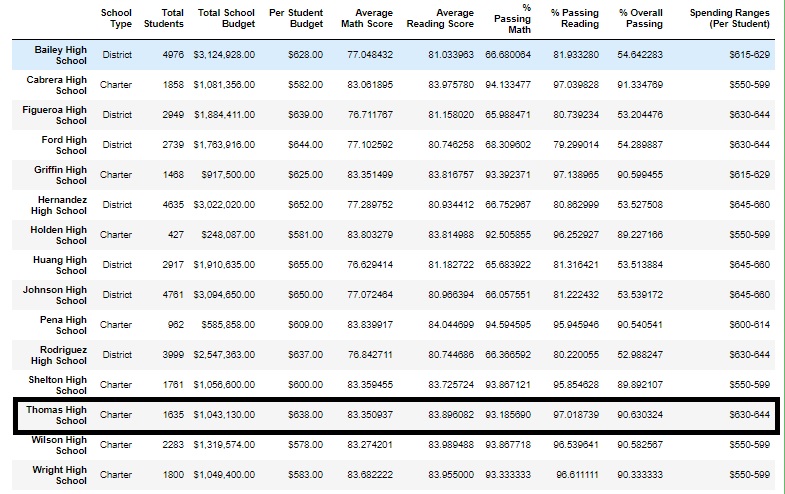 School Type Total Students Total School Budget Per Student Budget Average Math Score Average Reading Score % Passing Math % Passing Reading % Overall Passing Spending Ranges (Per Student)
Bailey High School District 4976 $3,124,928.00 $628.00 77.048432 81.033963 66.680064 81.933280 54.642283 $615-629
Cabrera High School Charter 1858 $1,081,356.00 $582.00 83.061895 83.975780 94.133477 97.039828 91.334769 $550-599
Figueroa High School District 2949 $1,884,411.00 $639.00 76.711767 81.158020 65.988471 80.739234 53.204476 $630-644
Ford High School District 2739 $1,763,916.00 $644.00 77.102592 80.746258 68.309602 79.299014 54.289887 $630-644
Griffin High School Charter 1468 $917,500.00 $625.00 83.351499 83.816757 93.392371 97.138965 90.599455 $615-629
Hernandez High School District 4635 $3,022,020.00 $652.00 77.289752 80.934412 66.752967 80.862999 53.527508 $645-660
Holden High School Charter 427 $248,087.00 $581.00 83.803279 83.814988 92.505855 96.252927 89.227166 $550-599
Huang High School District 2917 $1,910,635.00 $655.00 76.629414 81.182722 65.683922 81.316421 53.513884 $645-660
Johnson High School District 4761 $3,094,650.00 $650.00 77.072464 80.966394 66.057551 81.222432 53.539172 $645-660
Pena High School Charter 962 $585,858.00 $609.00 83.839917 84.044699 94.594595 95.945946 90.540541 $600-614
Rodriguez High School District 3999 $2,547,363.00 $637.00 76.842711 80.744686 66.366592 80.220055 52.988247 $630-644
Shelton High School Charter 1761 $1,056,600.00 $600.00 83.359455 83.725724 93.867121 95.854628 89.892107 $550-599
Thomas High School Charter 1635 $1,043,130.00 $638.00 83.350937 83.896082 93.185690 97.018739 90.630324 $630-644
Wilson High School Charter 2283 $1,319,574.00 $578.00 83.274201 83.989488 93.867718 96.539641 90.582567 $550-599
Wright High School Charter 1800 $1,049,400.00 $583.00 83.682222 83.955000 93.333333 96.611111 90.333333 $550-599